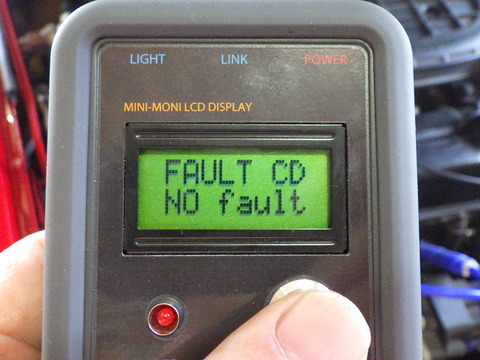 LIGHT LINK POWER
MINI-MONI LCD DISPLAY
FAULT CD
NO fault